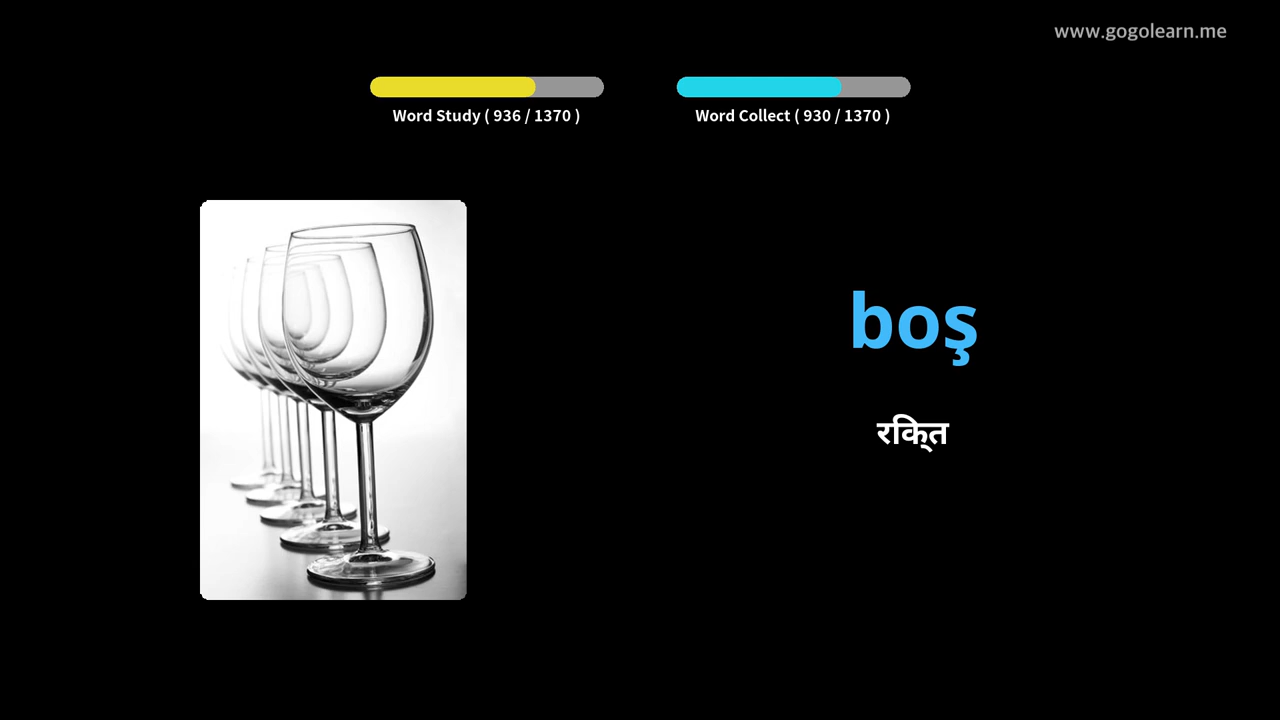 www.gogolearn.me
Word Study ( 936 / 1370 )
Word Collect ( 930 / 1370 )
boş
रिक्त